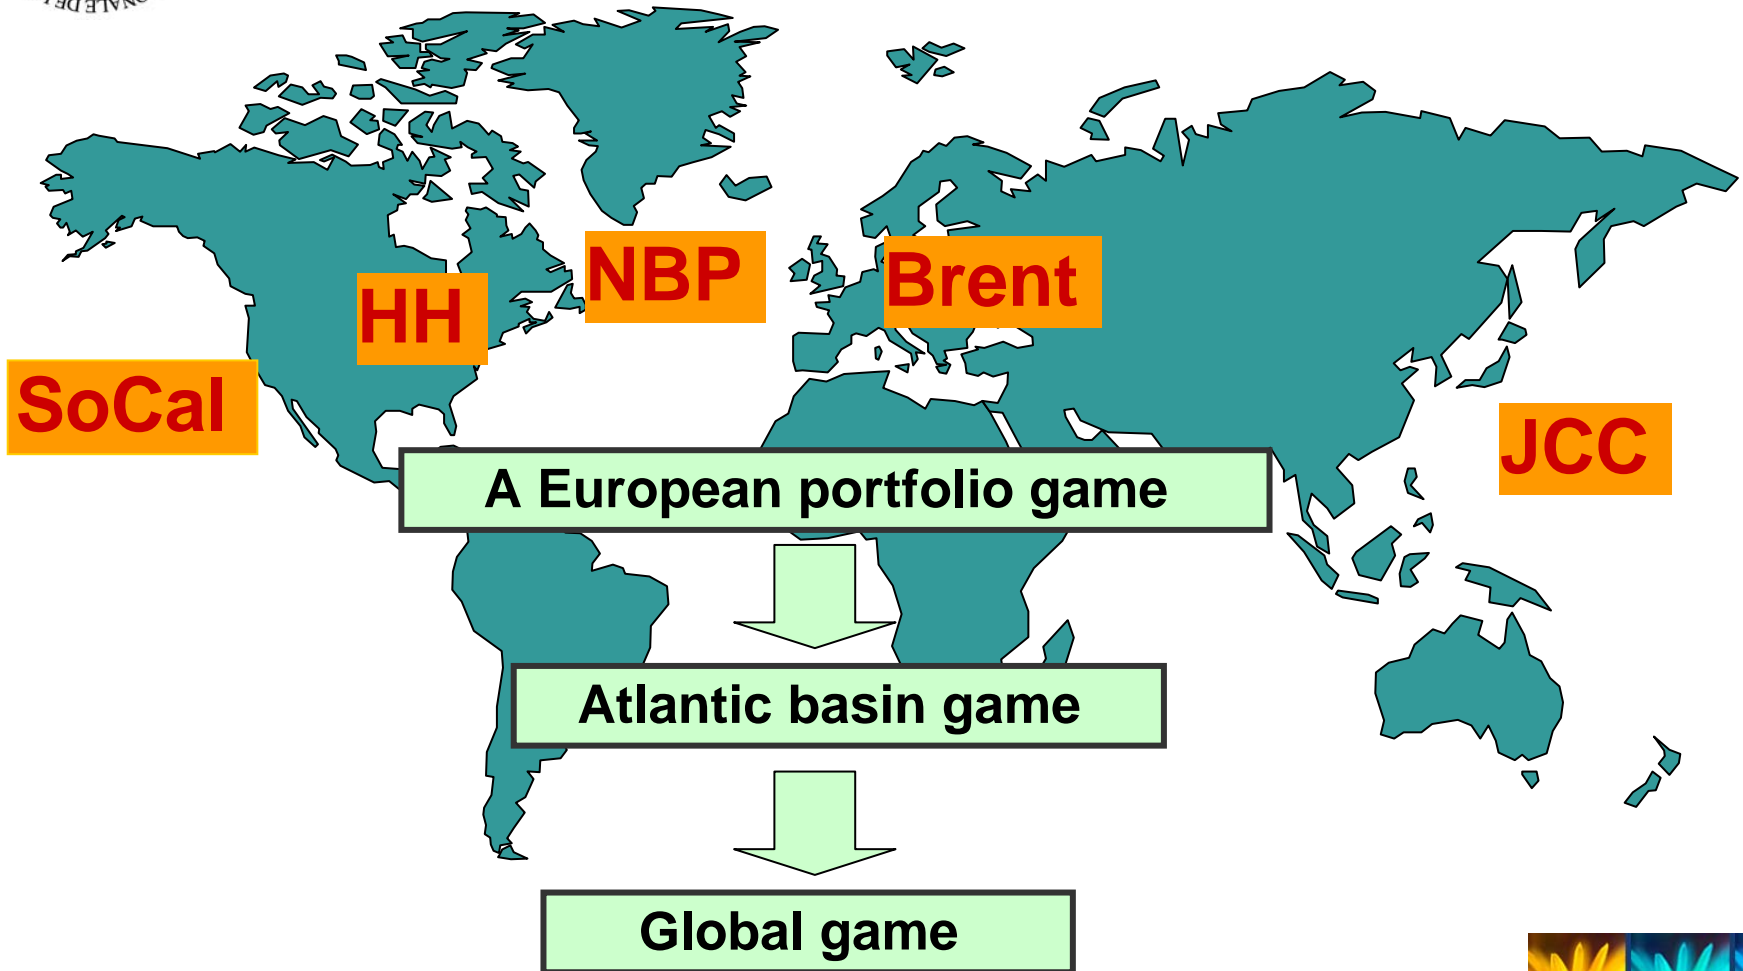 NBP
Brent
HH
SoCal
JCC
A European portfolio game
Atlantic basin game
Global game